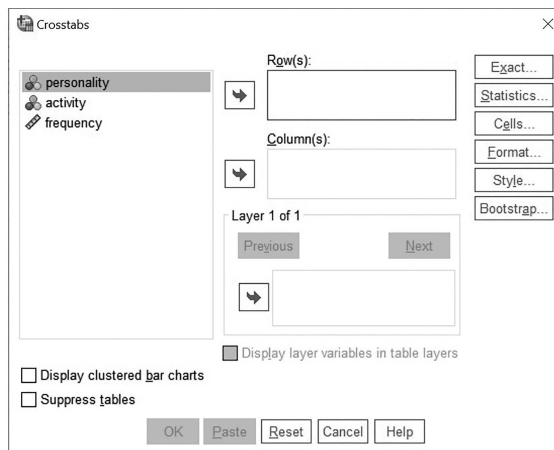 Crosstabs
personality
activity
frequency
Row(s):
Column(s):
Layer 1 of 1
Previous
Next
Display layer variables in table layers
Exact...
Statistics...
Cells...
Format...
Style...
Bootstrap...
Display clustered bar charts
Suppress tables
OK
Paste
Reset
Cancel
Help